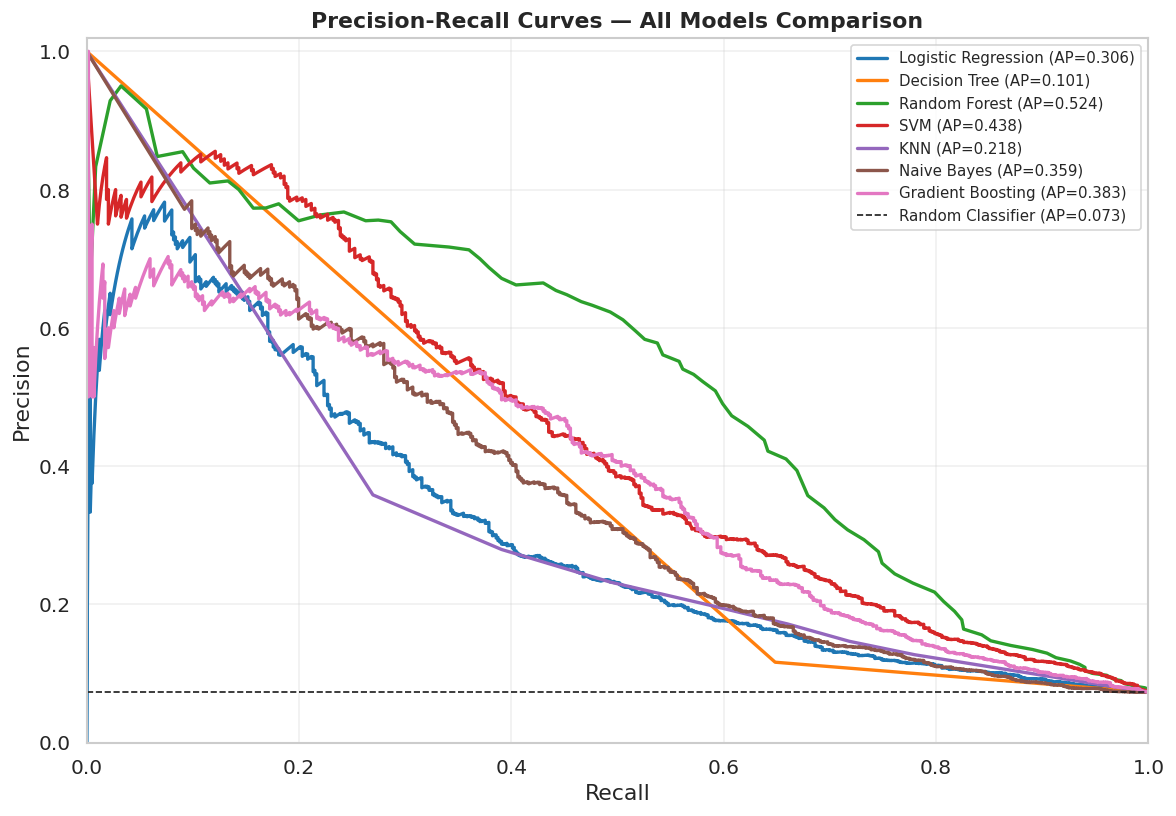 Precision-Recall Curves — All Models Comparison
Logistic Regression (AP=0.306)
Decision Tree (AP=0.101)
Random Forest (AP=0.524)
SVM (AP=0.438)
KNN (AP=0.218)
Naive Bayes (AP=0.359)
Gradient Boosting (AP=0.383)
Random Classifier (AP=0.073)
Precision
1.0
0.8
0.6
0.4
0.2
0.0
0.0 0.2 0.4 0.6 0.8 1.0
Recall